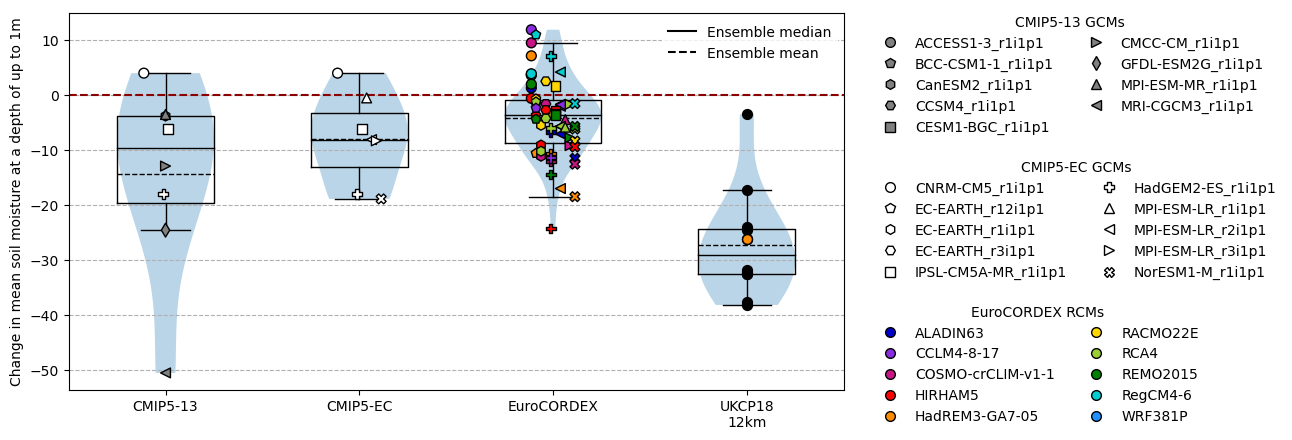 Change in mean soil moisture at a depth of up to 1m
10
0
−10
−20
−30
−40
−50
CMIP5-13
CMIP5-EC
EuroCORDEX
UKCP18
12km
Ensemble median
Ensemble mean
CMIP5-13 GCMs
ACCESS1-3_r1i1p1
BCC-CSM1-1_r1i1p1
CanESM2_r1i1p1
CCSM4_r1i1p1
CESM1-BGC_r1i1p1
CMCC-CM_r1i1p1
GFDL-ESM2G_r1i1p1
MPI-ESM-MR_r1i1p1
MRI-CGCM3_r1i1p1
CMIP5-EC GCMs
CNRM-CM5_r1i1p1
EC-EARTH_r12i1p1
EC-EARTH_r1i1p1
EC-EARTH_r3i1p1
IPSL-CM5A-MR_r1i1p1
HadGEM2-ES_r1i1p1
MPI-ESM-LR_r1i1p1
MPI-ESM-LR_r2i1p1
MPI-ESM-LR_r3i1p1
NorESM1-M_r1i1p1
EuroCORDEX RCMs
ALADIN63
CCLM4-8-17
COSMO-crCLIM-v1-1
HIRHAM5
HadREM3-GA7-05
RACMO22E
RCA4
REMO2015
RegCM4-6
WRF381P